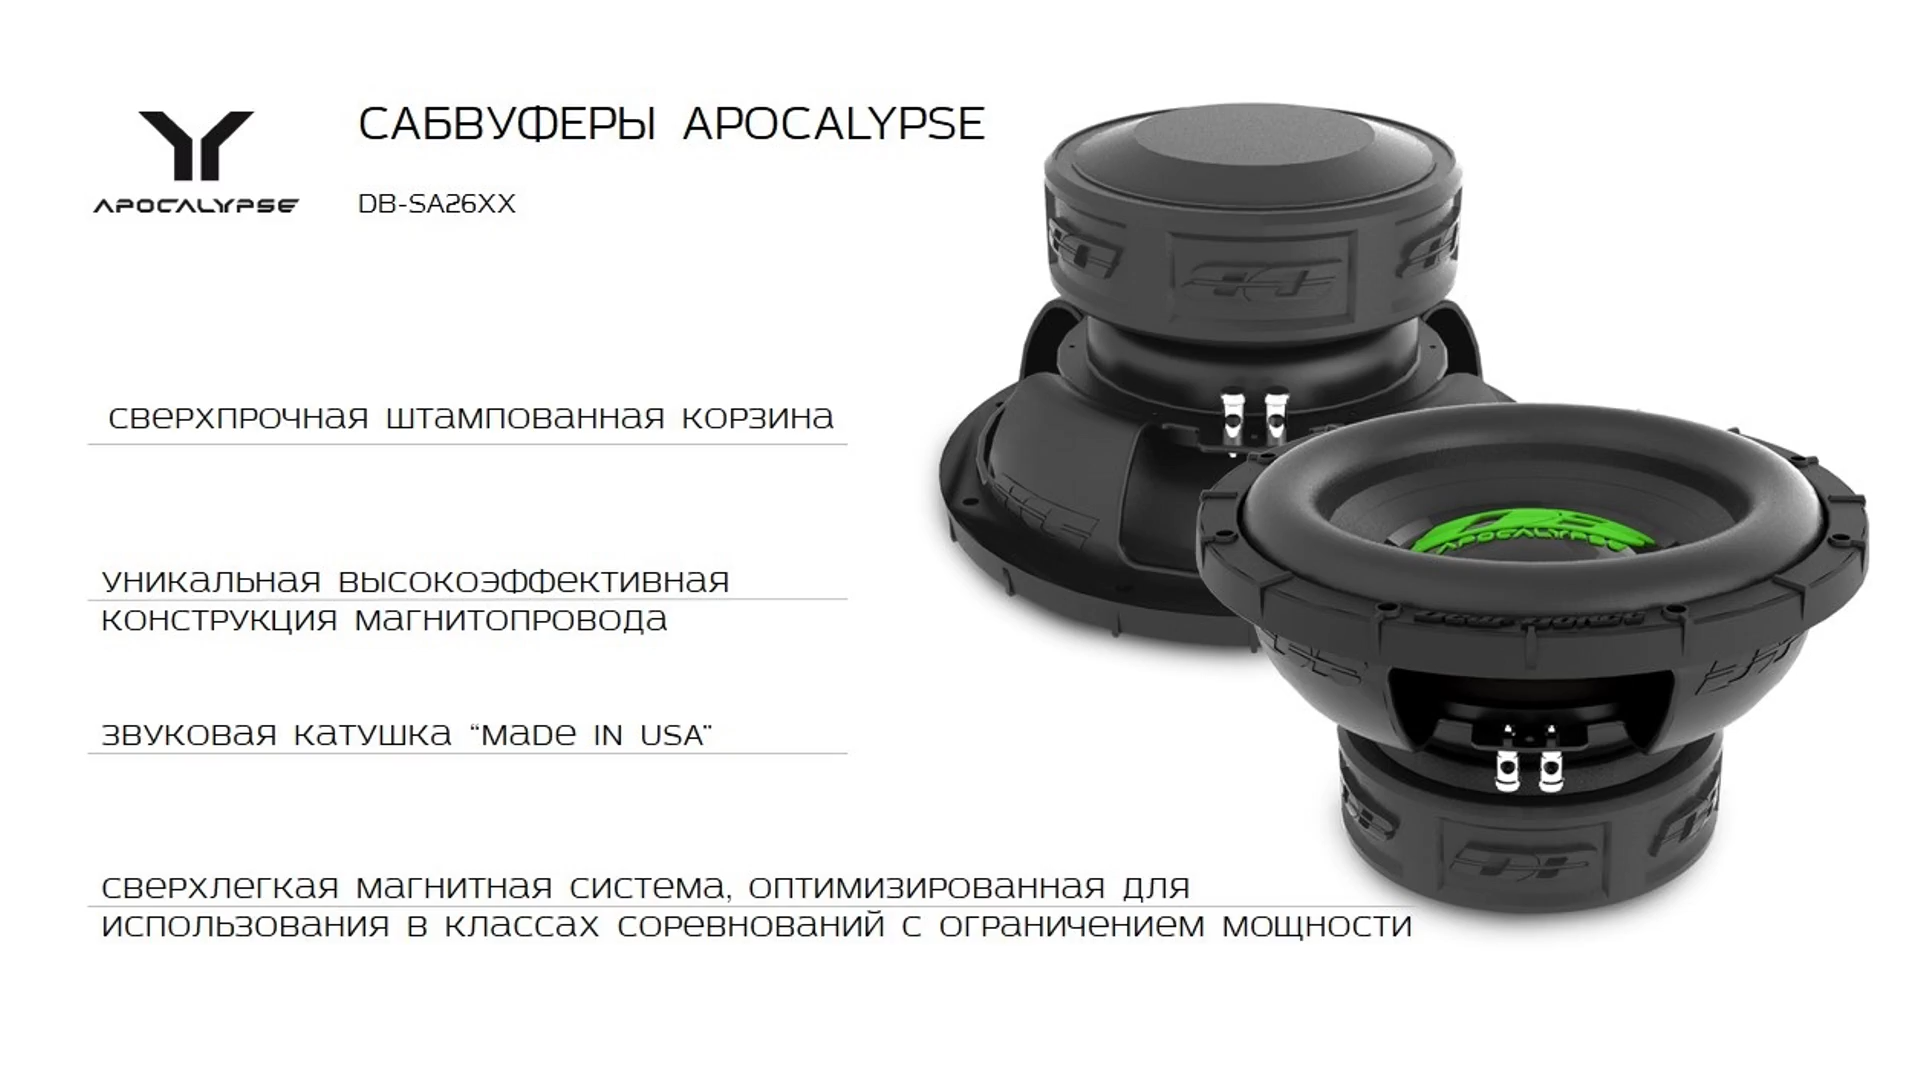 APOCALYPSE
САБВУФЕРЫ APOCALYPSE
DB-SA26XX
СВЕРХПРОЧНАЯ ШТАМПОВАННАЯ КОРЗИНА
УНИКАЛЬНАЯ ВЫСОКОЭФФЕКТИВНАЯ
КОНСТРУКЦИЯ МАГНИТОПРОВОДА
ЗВУКОВАЯ КАТУШКА “MADE IN USA”
СВЕРХЛЕГКАЯ МАГНИТНАЯ СИСТЕМА, ОПТИМИЗИРОВАННАЯ ДЛЯ
ИСПОЛЬЗОВАНИЯ В КЛАССАХ СОРЕВНОВАНИЙ С ОГРАНИЧЕНИЕМ МОЩНОСТИ
APOCALYPSE